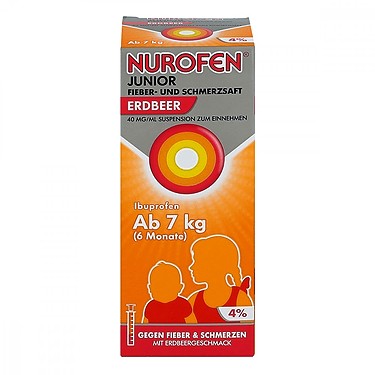 4%
NUROFEN®
JUNIOR
FIEBER- UND SCHMERZSAFT
ERDBEER
40 MG/ML SUSPENSION ZUM EINNEHMEN
Ibuprofen
Ab 7 kg
(6 Monate)
4%
GEGEN FIEBER & SCHMERZEN
MIT ERDBEERGESCHMACK